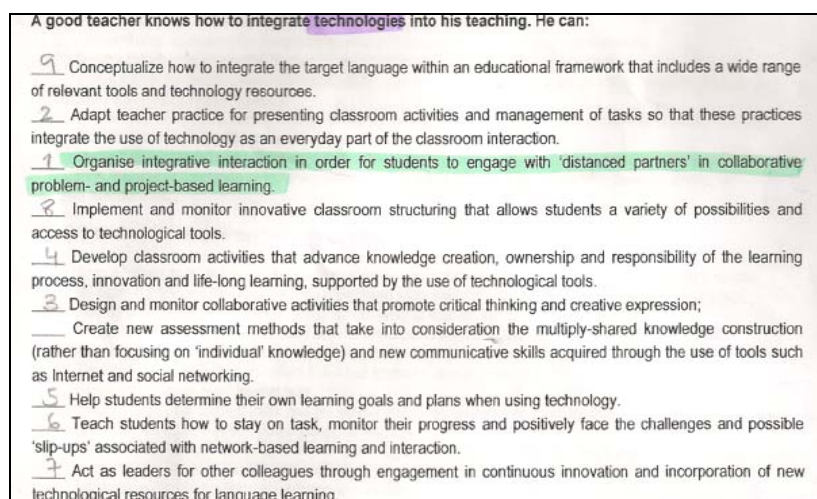 A good teacher knows how to integrate technologies into his teaching. He can:
9 Conceptualize how to integrate the target language within an educational framework that includes a wide range
of relevant tools and technology resources.
2 Adapt teacher practice for presenting classroom activities and management of tasks so that these practices
integrate the use of technology as an everyday part of the classroom interaction.
1 Organise integrative interaction in order for students to engage with 'distanced partners' in collaborative
problem- and project-based learning.
8 Implement and monitor innovative classroom structuring that allows students a variety of possibilities and
access to technological tools.
4 Develop classroom activities that advance knowledge creation, ownership and responsibility of the learning
process, innovation and life-long learning, supported by the use of technological tools.
3 Design and monitor collaborative activities that promote critical thinking and creative expression;
___ Create new assessment methods that take into consideration the multiply-shared knowledge construction
(rather than focusing on 'individual' knowledge) and new communicative skills acquired through the use of tools such
as Internet and social networking.
5 Help students determine their own learning goals and plans when using technology.
6 Teach students how to stay on task, monitor their progress and positively face the challenges and possible
'slip-ups' associated with network-based learning and interaction.
7 Act as leaders for other colleagues through engagement in continuous innovation and incorporation of new
technological resources for language learning.